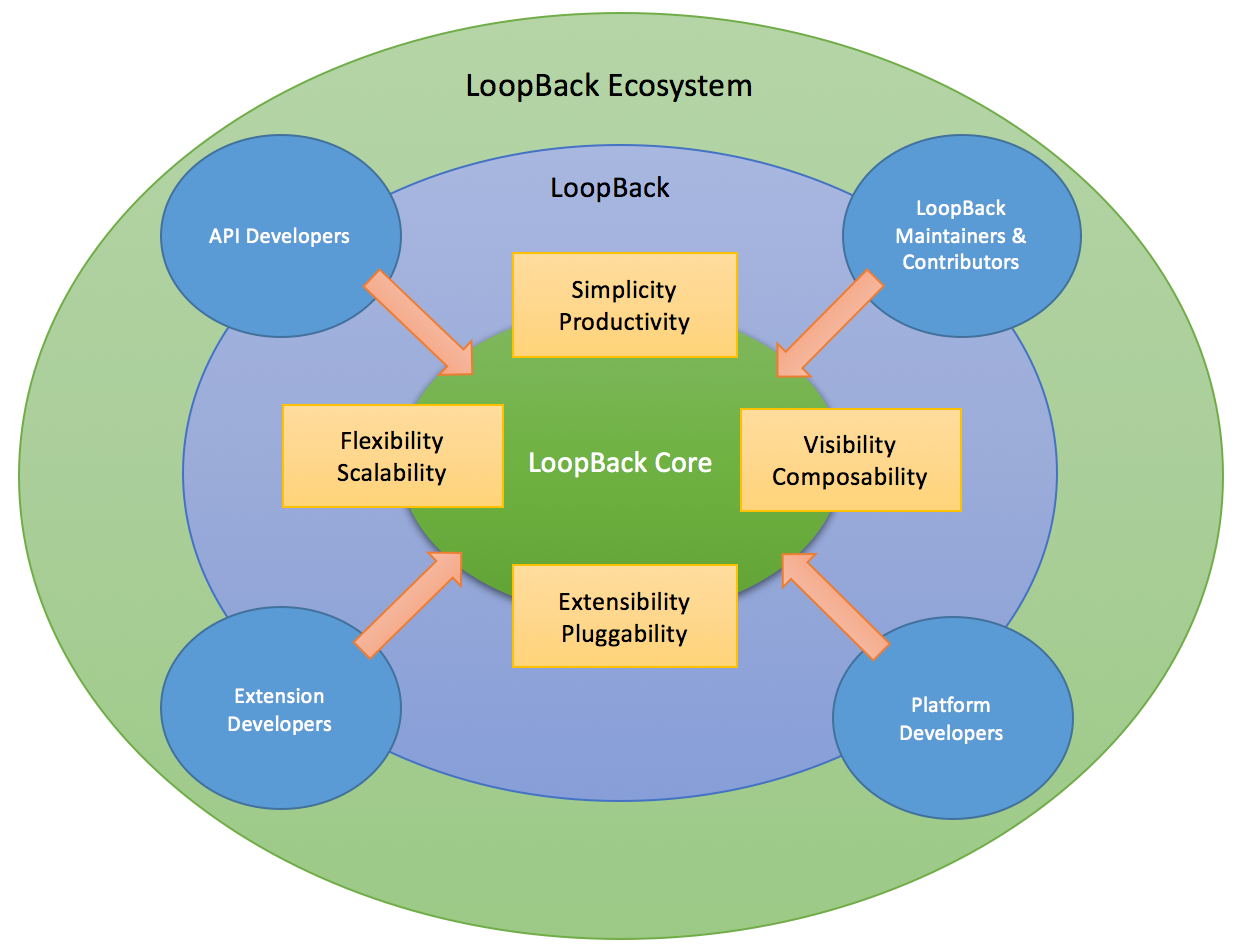 LoopBack Ecosystem
LoopBack
API Developers
LoopBack
Maintainers &
Contributors
Simplicity
Productivity
Flexibility
Scalability
LoopBack Core
Visibility
Composability
Extensibility
Pluggability
Extension
Developers
Platform
Developers